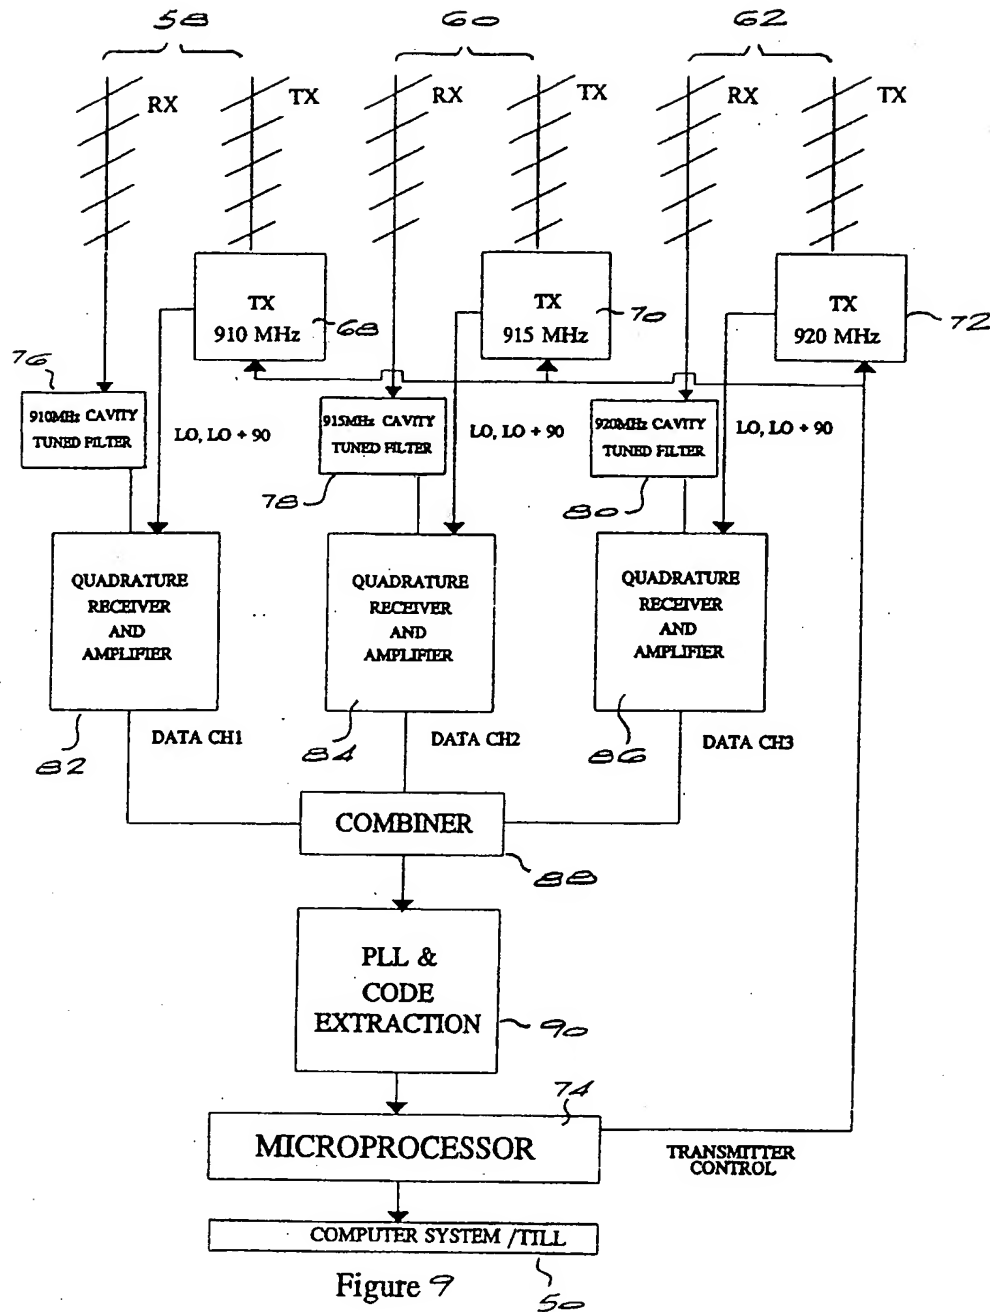 58 60 62
RX TX RX TX RX TX
TX
910 MHz
68
TX
915 MHz
70
TX
920 MHz
72
76
910MHz CAVITY
TUNED FILTER
LO, LO + 90
915MHz CAVITY
TUNED FILTER
78
LO, LO + 90
920MHz CAVITY
TUNED FILTER
80
LO, LO + 90
QUADRATURE
RECEIVER
AND
AMPLIFIER
82
QUADRATURE
RECEIVER
AND
AMPLIFIER
84
QUADRATURE
RECEIVER
AND
AMPLIFIER
86
DATA CH1
DATA CH2
DATA CH3
COMBINER
88
PLL &
CODE
EXTRACTION
90
74
MICROPROCESSOR
TRANSMITTER
CONTROL
COMPUTER SYSTEM /TILL
50
Figure 9